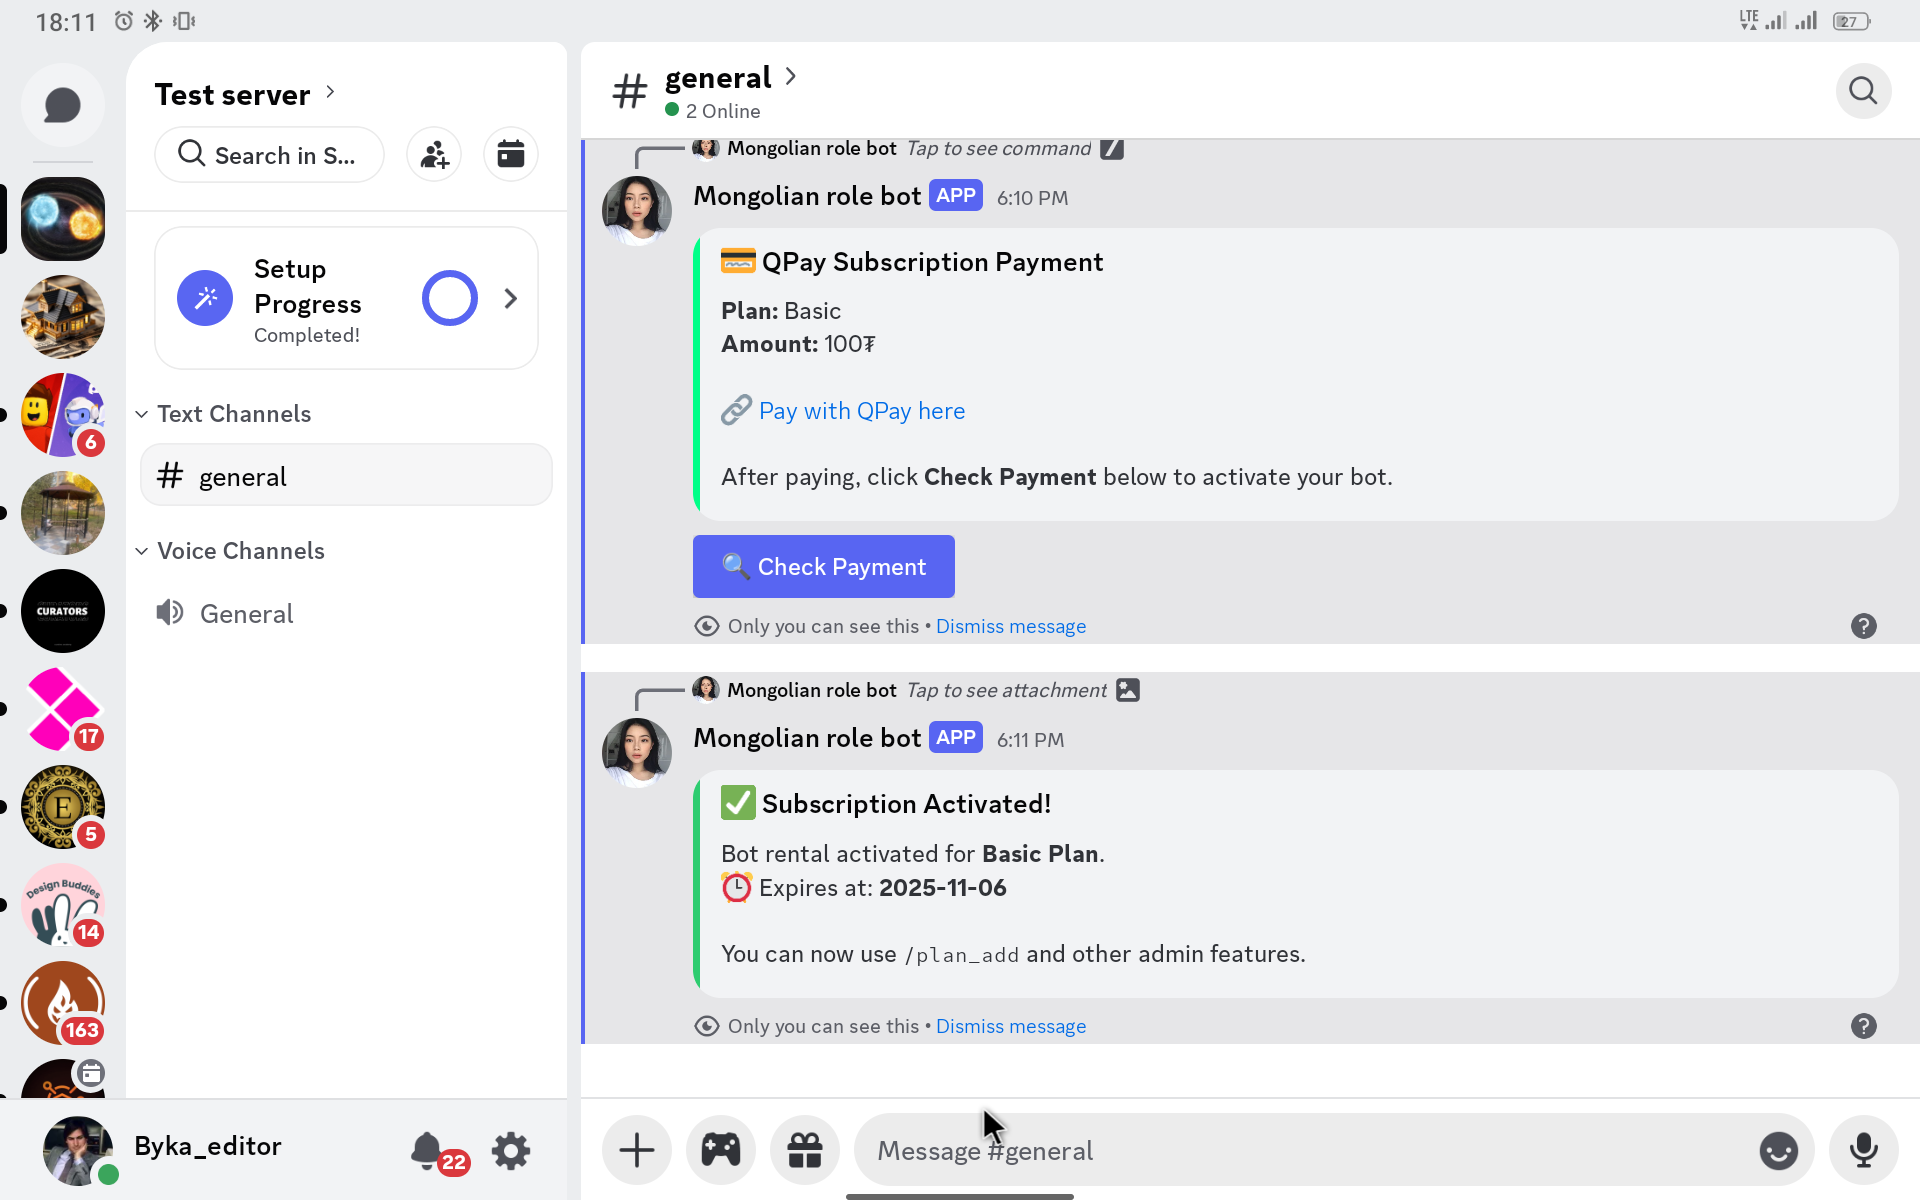 18:11
LTE
27
Test server
Search in S...
Setup
Progress
Completed!
Text Channels
general
Voice Channels
General
6
CURATORS
17
E
5
Design Buddies
14
163
Byka_editor
22
general
2 Online
Mongolian role bot Tap to see command
Mongolian role bot APP 6:10 PM
QPay Subscription Payment
Plan: Basic
Amount: 100₮
Pay with QPay here
After paying, click Check Payment below to activate your bot.
Check Payment
Only you can see this • Dismiss message
?
Mongolian role bot Tap to see attachment
Mongolian role bot APP 6:11 PM
Subscription Activated!
Bot rental activated for Basic Plan.
Expires at: 2025-11-06
You can now use /plan_add and other admin features.
Only you can see this • Dismiss message
?
Message #general